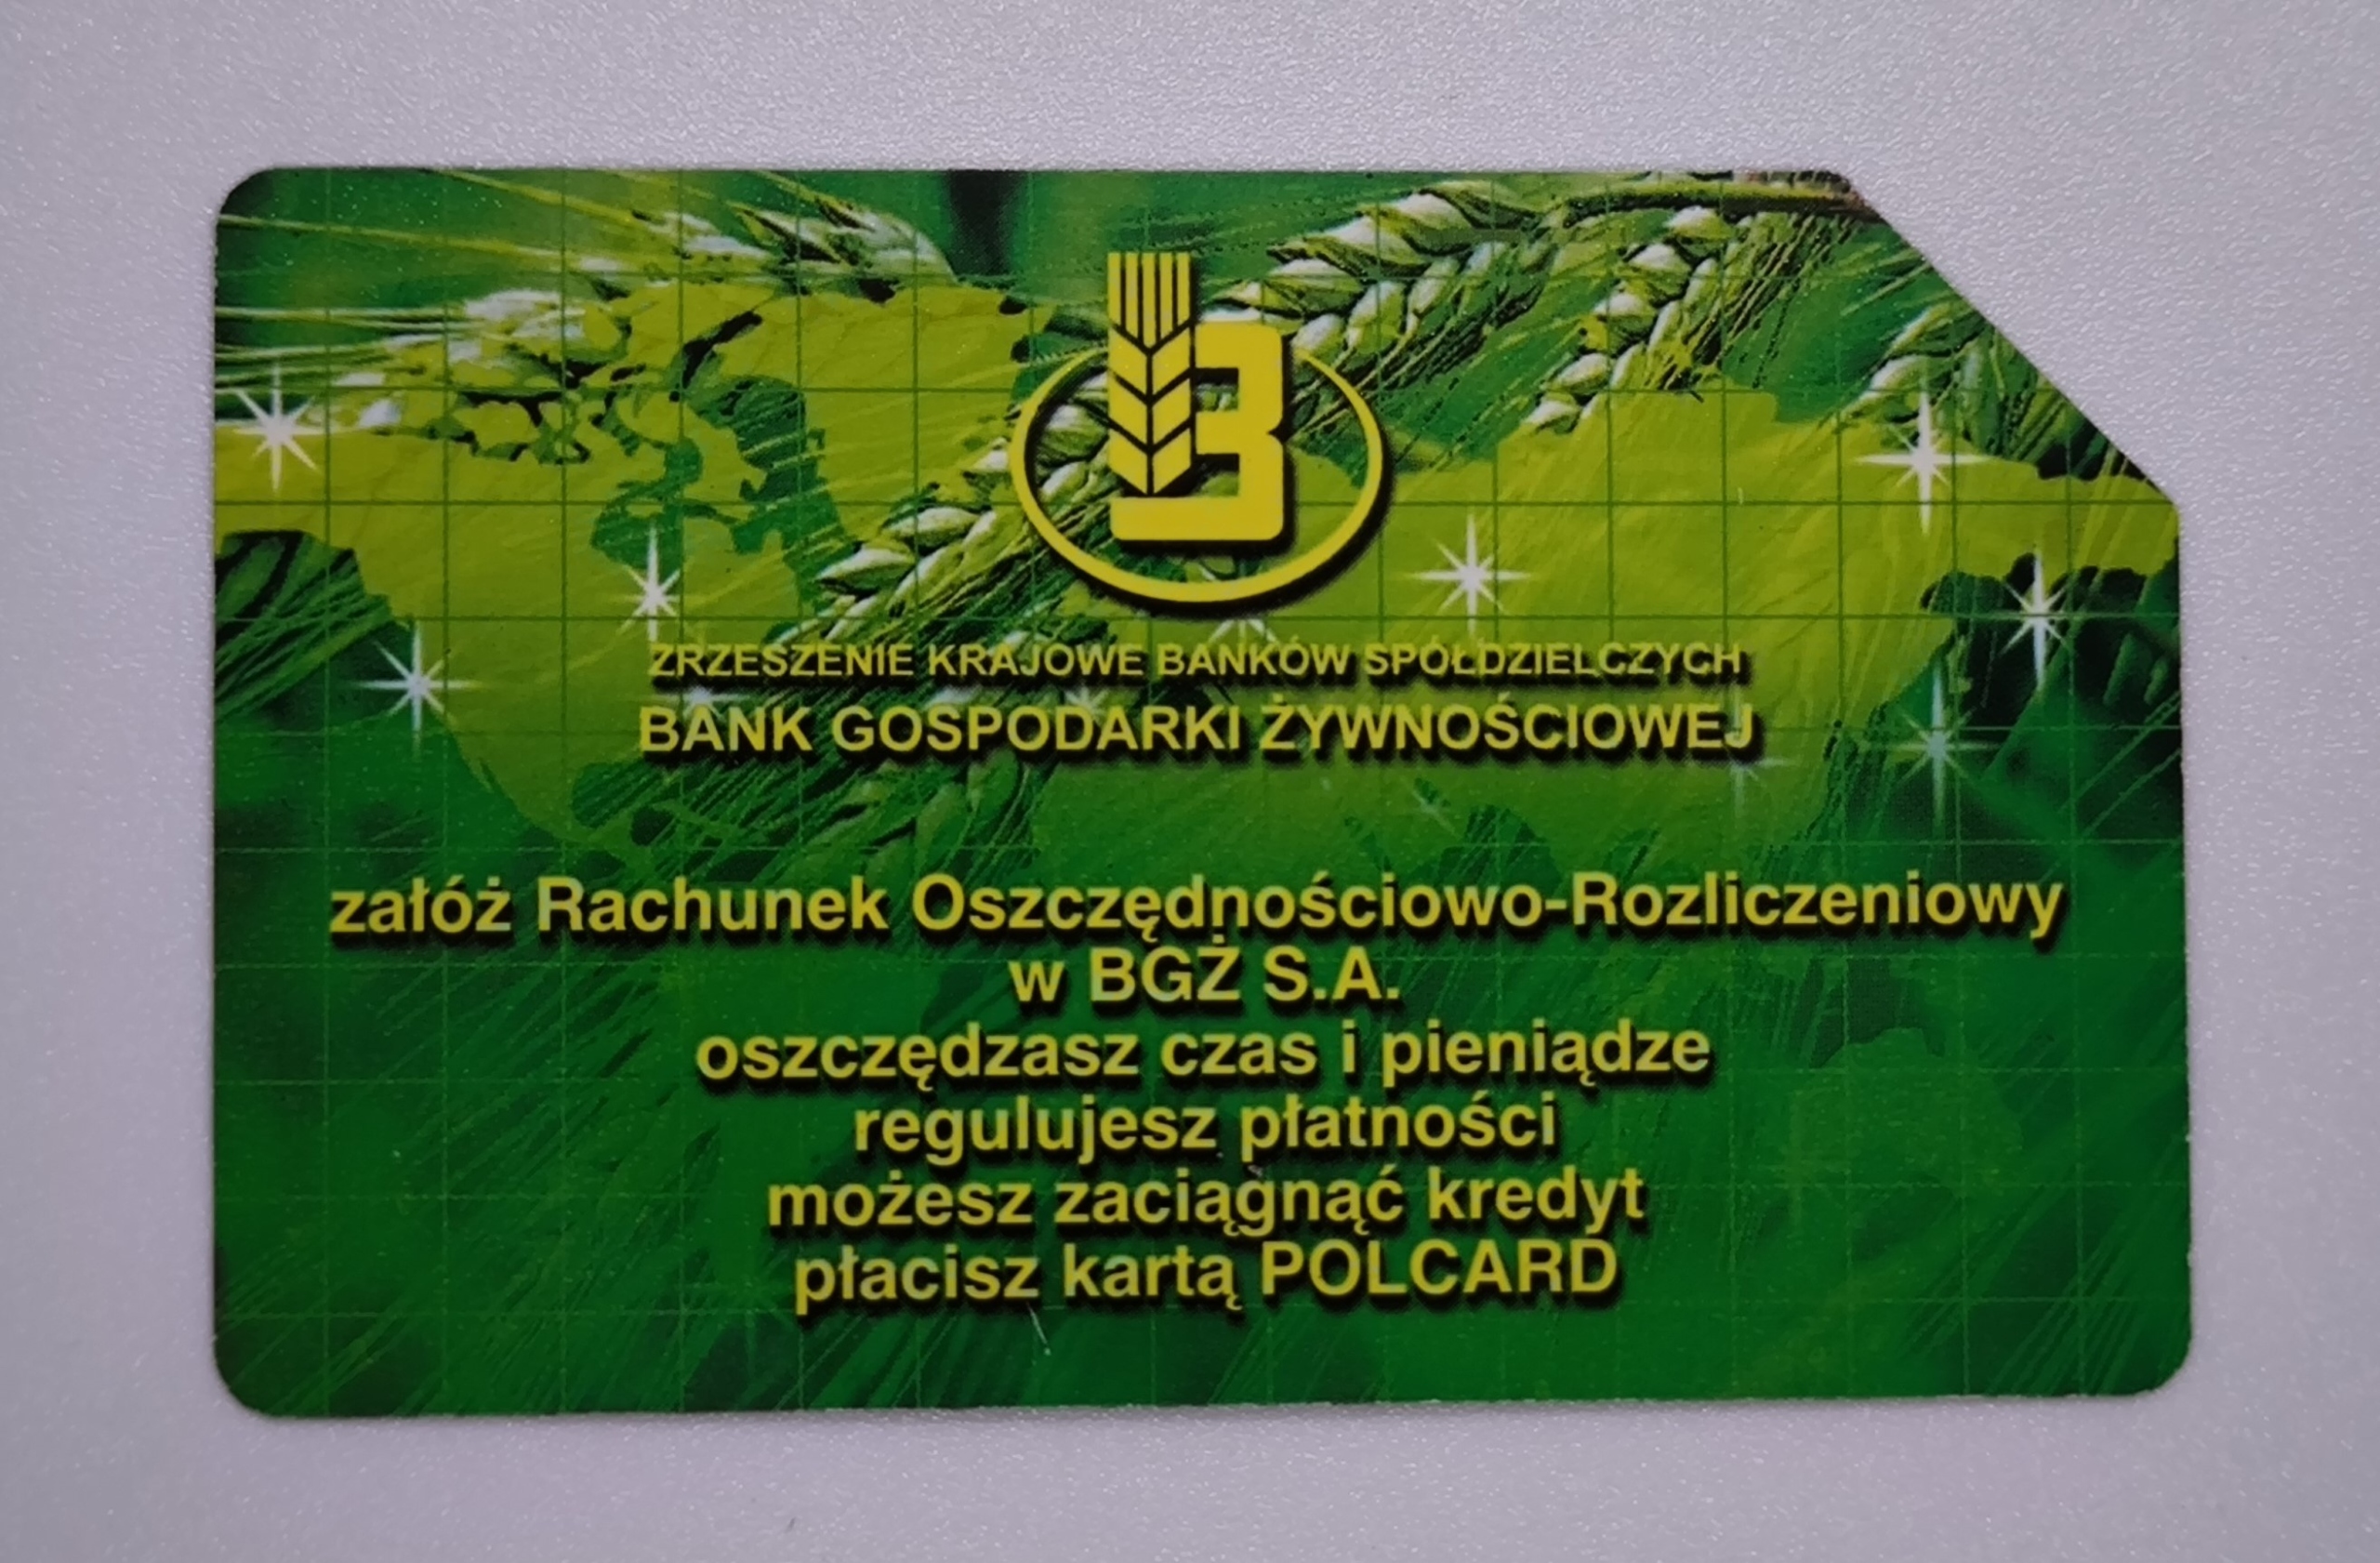 ZRZESZENIE KRAJOWE BANKÓW SPÓŁDZIELCZYCH
BANK GOSPODARKI ŻYWNOŚCIOWEJ
załóż Rachunek Oszczędnościowo-Rozliczeniowy
w BGŻ S.A.
oszczędzasz czas i pieniądze
regulujesz płatności
możesz zaciągnąć kredyt
płacisz kartą POLCARD